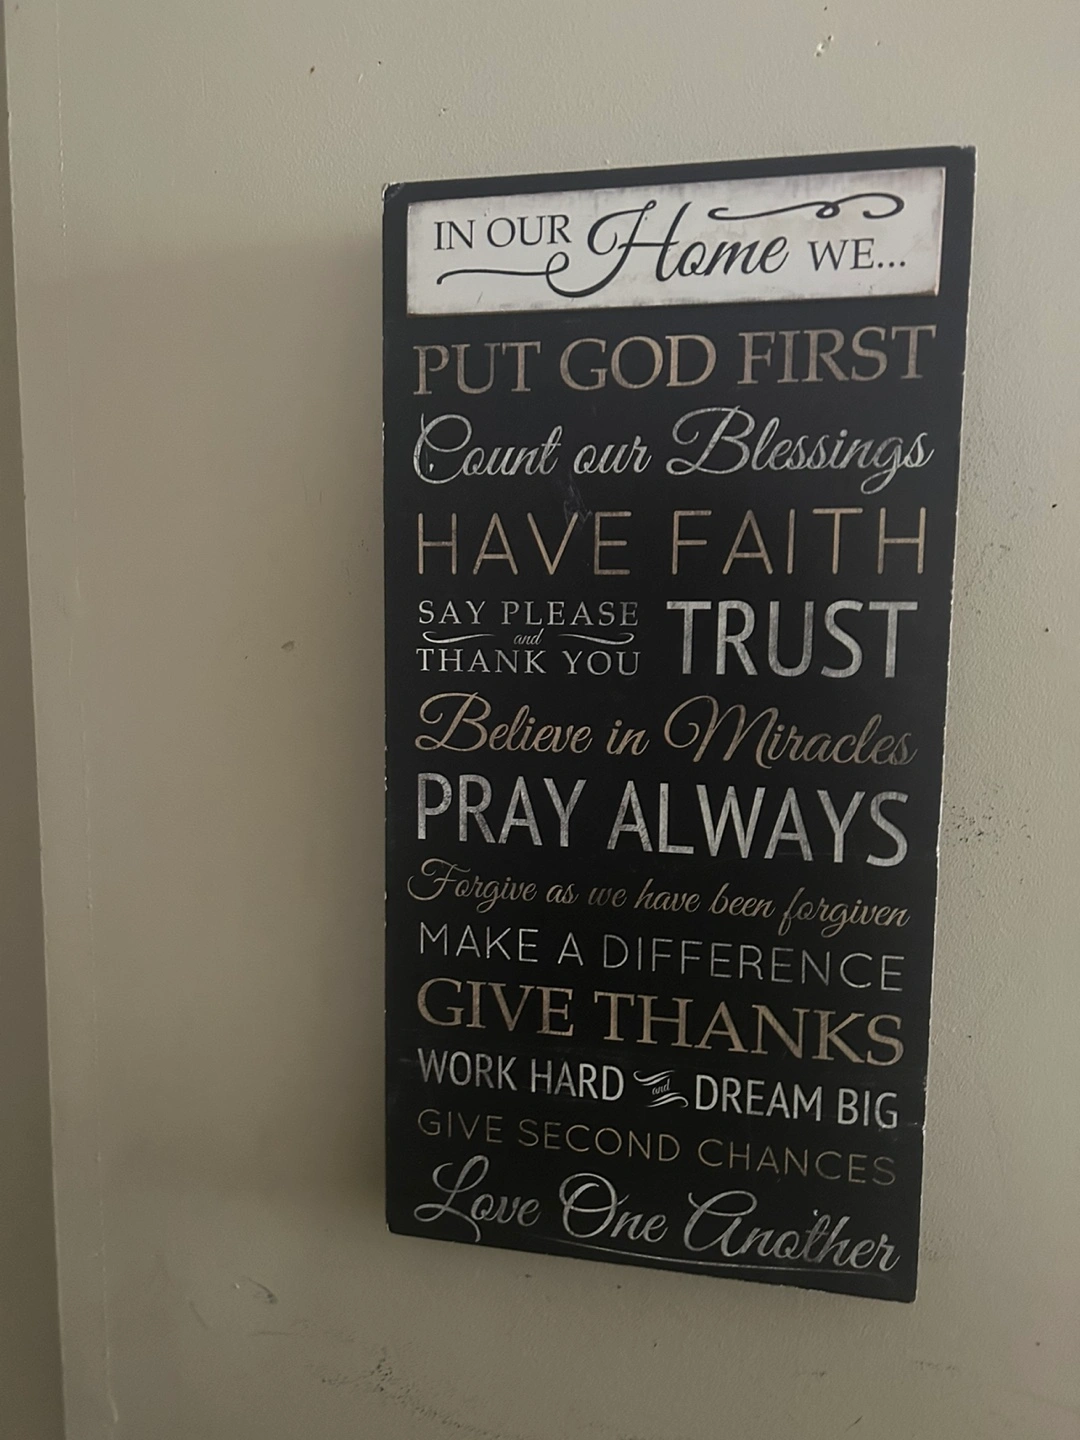 IN OUR Home WE...
PUT GOD FIRST
Count our Blessings
HAVE FAITH
SAY PLEASE
and
THANK YOU
TRUST
Believe in Miracles
PRAY ALWAYS
Forgive as we have been forgiven
MAKE A DIFFERENCE
GIVE THANKS
WORK HARD and DREAM BIG
GIVE SECOND CHANCES
Love One Another